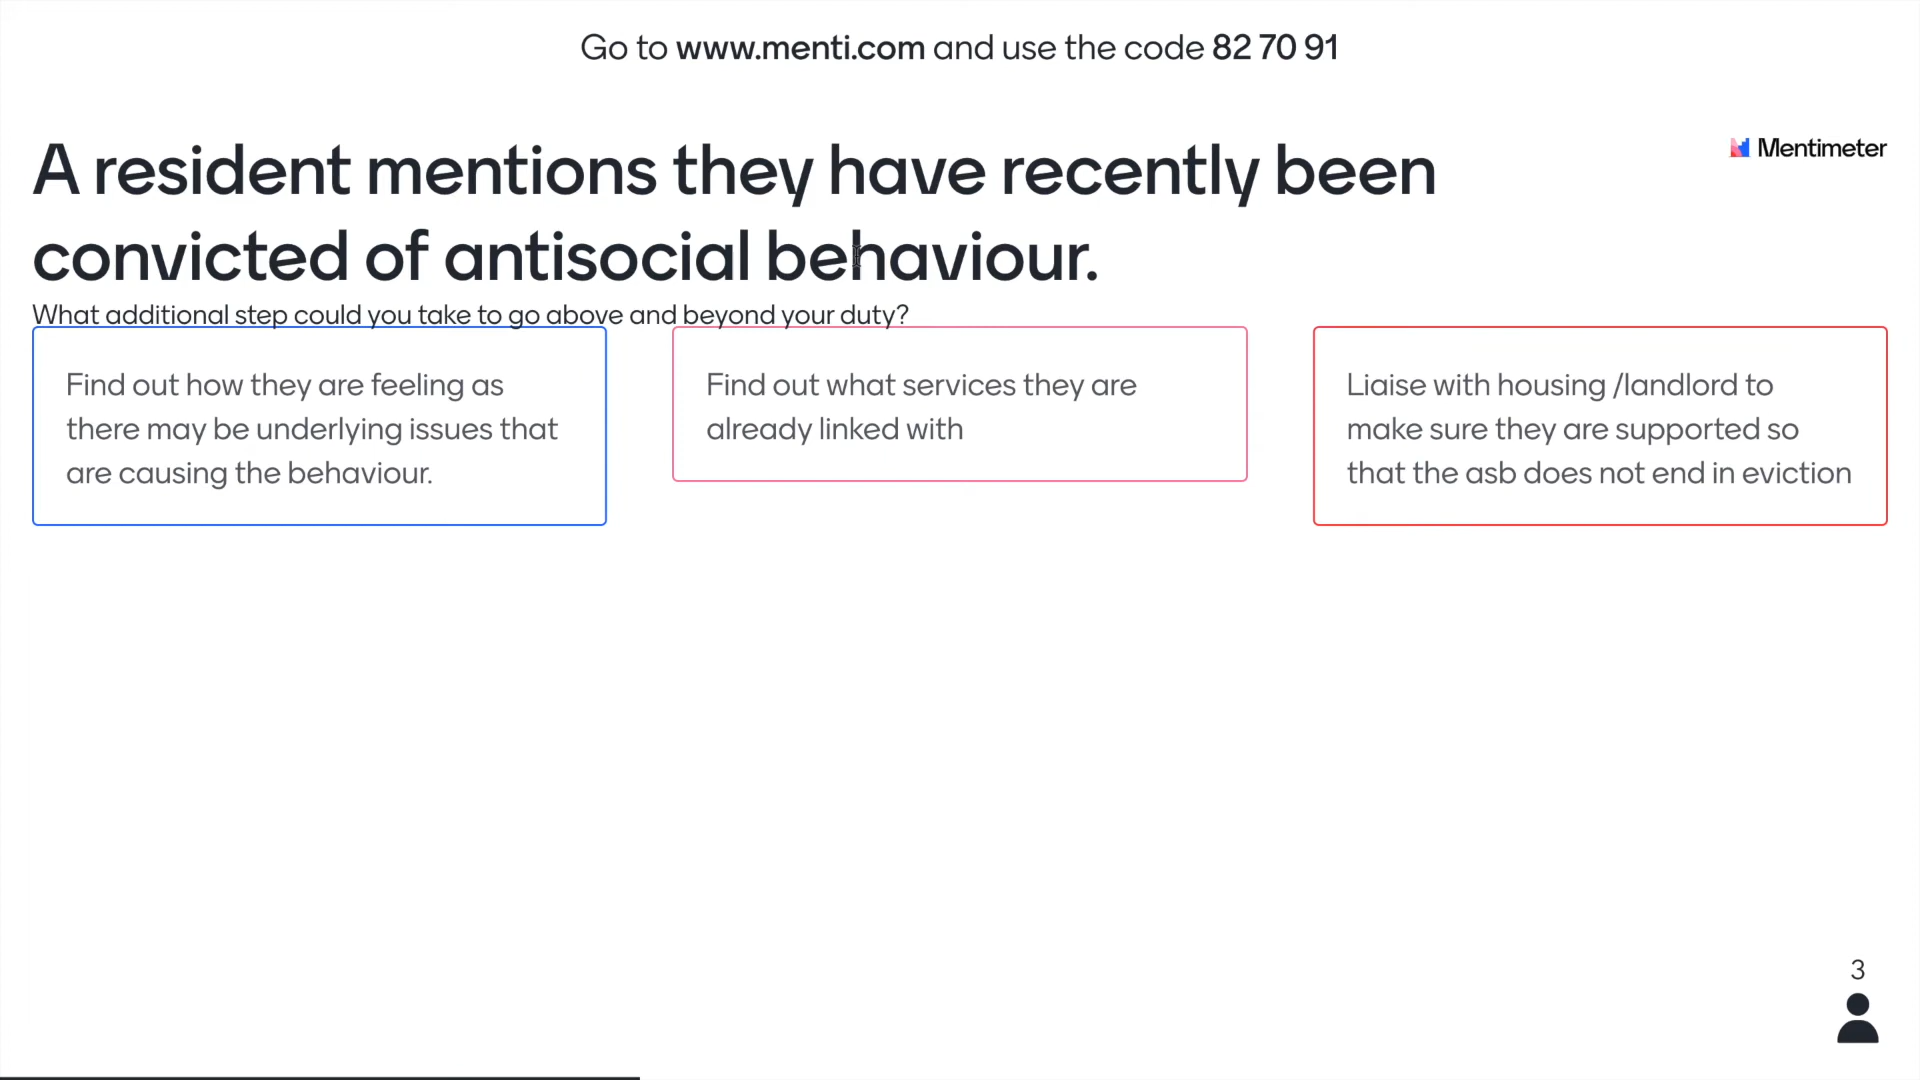 Go to www.menti.com and use the code 82 70 91
Mentimeter
A resident mentions they have recently been
convicted of antisocial behaviour.
What additional step could you take to go above and beyond your duty?
Find out how they are feeling as
there may be underlying issues that
are causing the behaviour.
Find out what services they are
already linked with
Liaise with housing /landlord to
make sure they are supported so
that the asb does not end in eviction
3